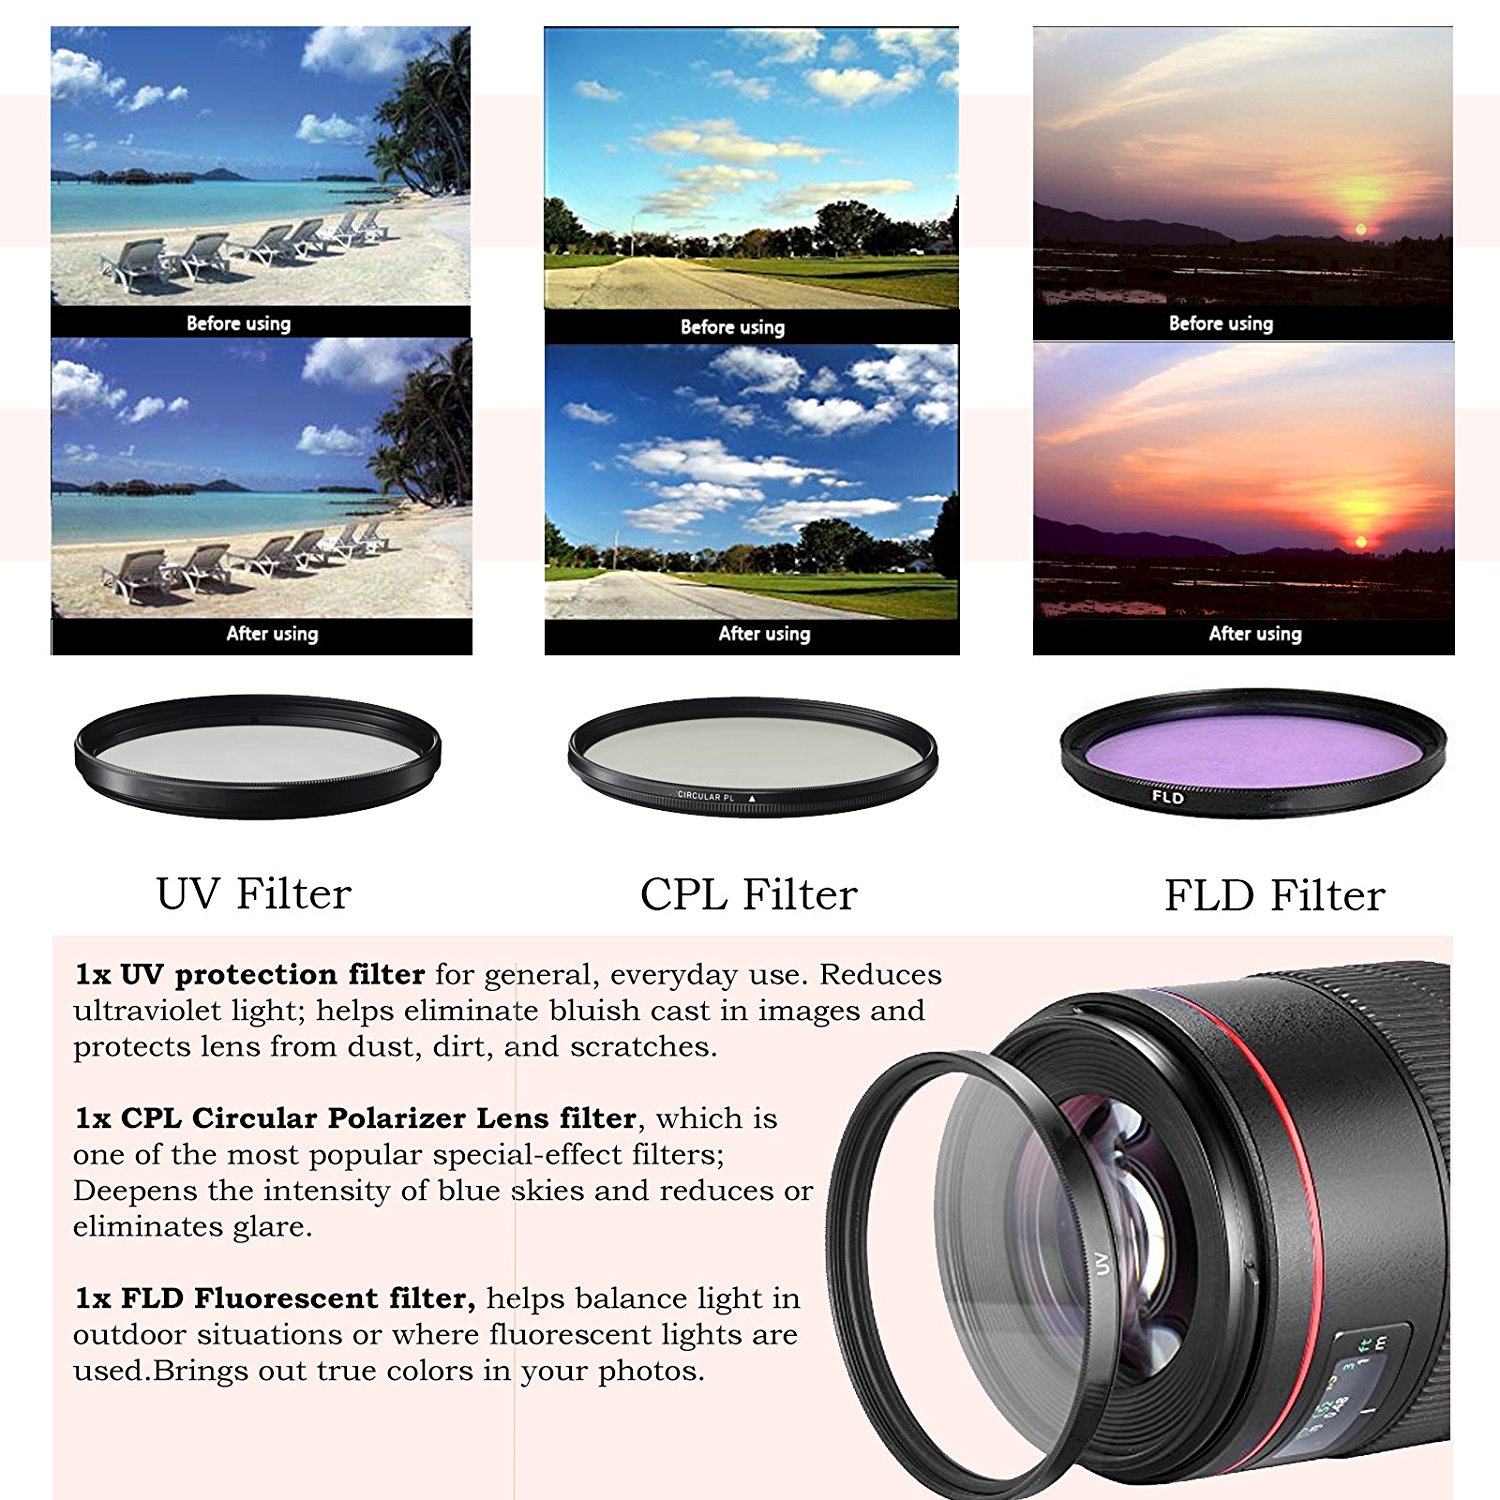 Before using
Before using
Before using
After using
After using
After using
CIRCULAR PL ▲
FLD
UV Filter
CPL Filter
FLD Filter
1x UV protection filter for general, everyday use. Reduces
ultraviolet light; helps eliminate bluish cast in images and
protects lens from dust, dirt, and scratches.
1x CPL Circular Polarizer Lens filter, which is
one of the most popular special-effect filters;
Deepens the intensity of blue skies and reduces or
eliminates glare.
1x FLD Fluorescent filter, helps balance light in
outdoor situations or where fluorescent lights are
used.Brings out true colors in your photos.
UV
3 ft
1 m